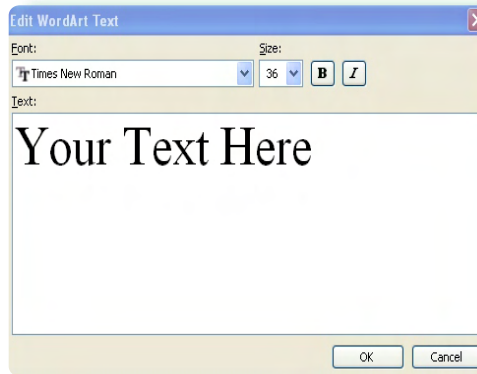 Edit WordArt Text
Font:
Size:
Times New Roman
36
B
I
Text:
Your Text Here
OK
Cancel